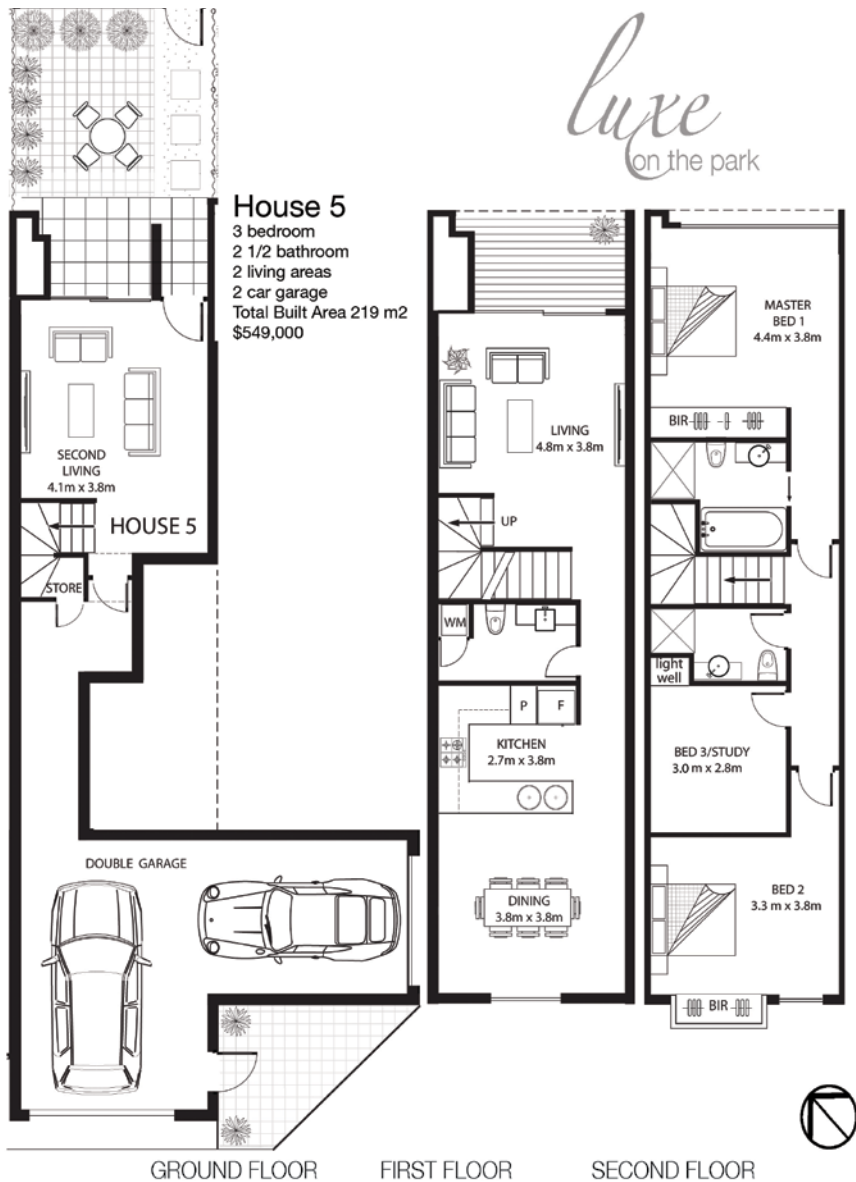 luxe
on the park
House 5
3 bedroom
2 1/2 bathroom
2 living areas
2 car garage
Total Built Area 219 m2
$549,000
SECOND
LIVING
4.1m x 3.8m
HOUSE 5
STORE
DOUBLE GARAGE
LIVING
4.8m x 3.8m
UP
WM
P
F
KITCHEN
2.7m x 3.8m
DINING
3.8m x 3.8m
MASTER
BED 1
4.4m x 3.8m
BIR
light
well
BED 3/STUDY
3.0 m x 2.8m
BED 2
3.3 m x 3.8m
BIR
GROUND FLOOR
FIRST FLOOR
SECOND FLOOR